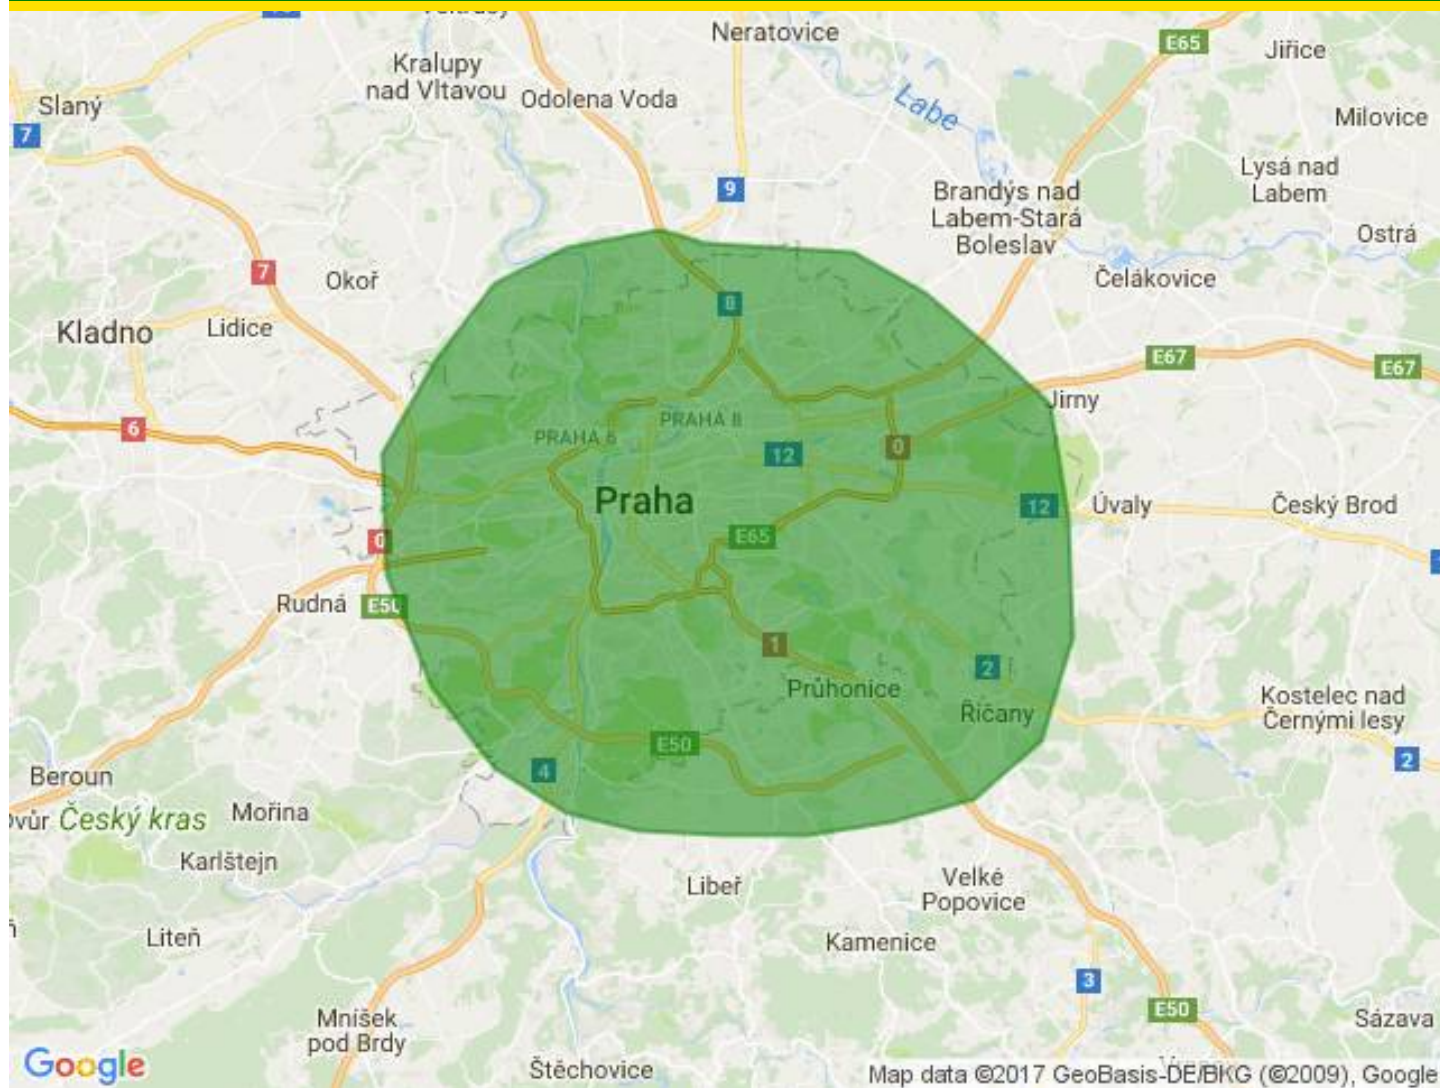 Neratovice
E65
Jiřice
Kralupy
nad Vltavou
Odolena Voda
Labe
Slaný
7
Milovice
Lysá nad
Labem
9
Brandýs nad
Labem-Stará
Boleslav
Ostrá
7
Okoř
Čelákovice
8
Kladno
Lidice
E67
E67
Jirny
6
PRAHA 6
PRAHA 8
12
0
Praha
12
Úvaly
Český Brod
0
E65
Rudná
E50
1
2
Průhonice
Říčany
Kostelec nad
Černými lesy
E50
4
2
Beroun
Český kras
Mořina
Karlštejn
Libeř
Velké
Popovice
Liteň
Kamenice
3
E50
Mníšek
pod Brdy
Sázava
Google
Štěchovice
Map data ©2017 GeoBasis-DE/BKG (©2009), Google